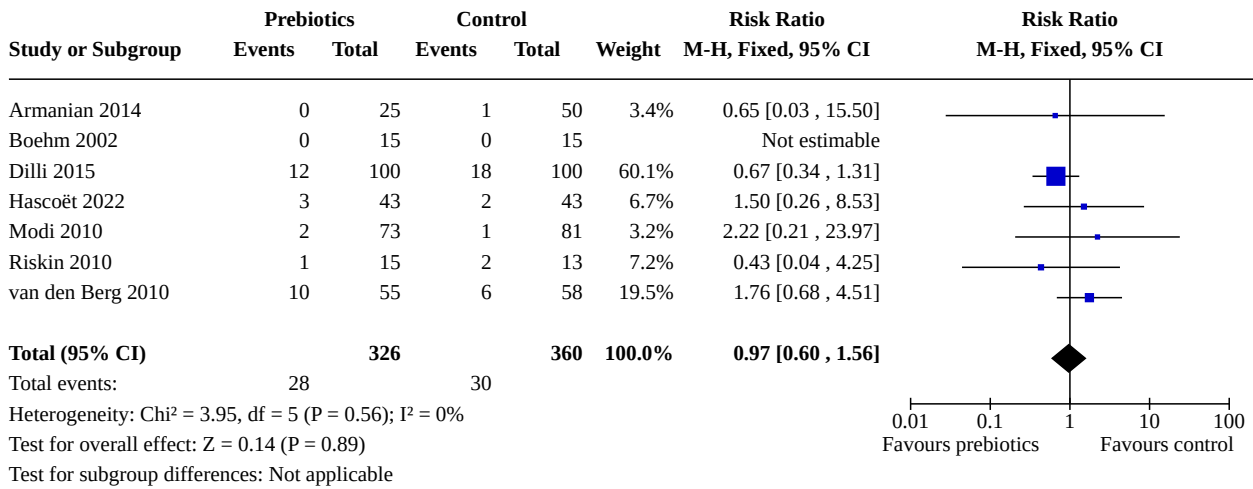 Prebiotics Control Risk Ratio Risk Ratio
Study or Subgroup Events Total Events Total Weight M-H, Fixed, 95% CI M-H, Fixed, 95% CI
Armanian 2014 0 25 1 50 3.4% 0.65 [0.03 , 15.50]
Boehm 2002 0 15 0 15 Not estimable
Dilli 2015 12 100 18 100 60.1% 0.67 [0.34 , 1.31]
Hascoët 2022 3 43 2 43 6.7% 1.50 [0.26 , 8.53]
Modi 2010 2 73 1 81 3.2% 2.22 [0.21 , 23.97]
Riskin 2010 1 15 2 13 7.2% 0.43 [0.04 , 4.25]
van den Berg 2010 10 55 6 58 19.5% 1.76 [0.68 , 4.51]
Total (95% CI) 326 360 100.0% 0.97 [0.60 , 1.56]
Total events: 28 30
Heterogeneity: Chi² = 3.95, df = 5 (P = 0.56); I² = 0%
0.01 0.1 1 10 100
Test for overall effect: Z = 0.14 (P = 0.89)
Favours prebiotics Favours control
Test for subgroup differences: Not applicable